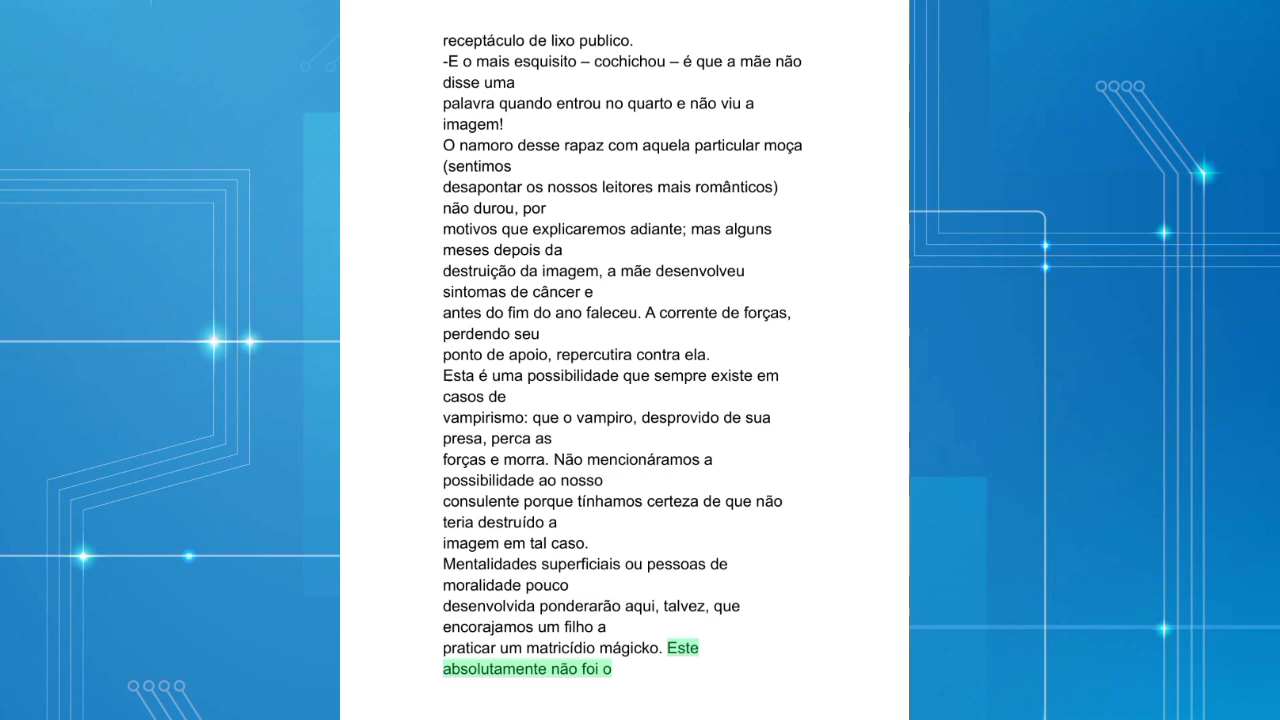 receptáculo de lixo publico.
-E o mais esquisito – cochichou – é que a mãe não
disse uma
palavra quando entrou no quarto e não viu a
imagem!
O namoro desse rapaz com aquela particular moça
(sentimos
desapontar os nossos leitores mais românticos)
não durou, por
motivos que explicaremos adiante; mas alguns
meses depois da
destruição da imagem, a mãe desenvolveu
sintomas de câncer e
antes do fim do ano faleceu. A corrente de forças,
perdendo seu
ponto de apoio, repercutira contra ela.
Esta é uma possibilidade que sempre existe em
casos de
vampirismo: que o vampiro, desprovido de sua
presa, perca as
forças e morra. Não mencionáramos a
possibilidade ao nosso
consulente porque tínhamos certeza de que não
teria destruído a
imagem em tal caso.
Mentalidades superficiais ou pessoas de
moralidade pouco
desenvolvida ponderarão aqui, talvez, que
encorajamos um filho a
praticar um matricídio mágicko. Este
absolutamente não foi o